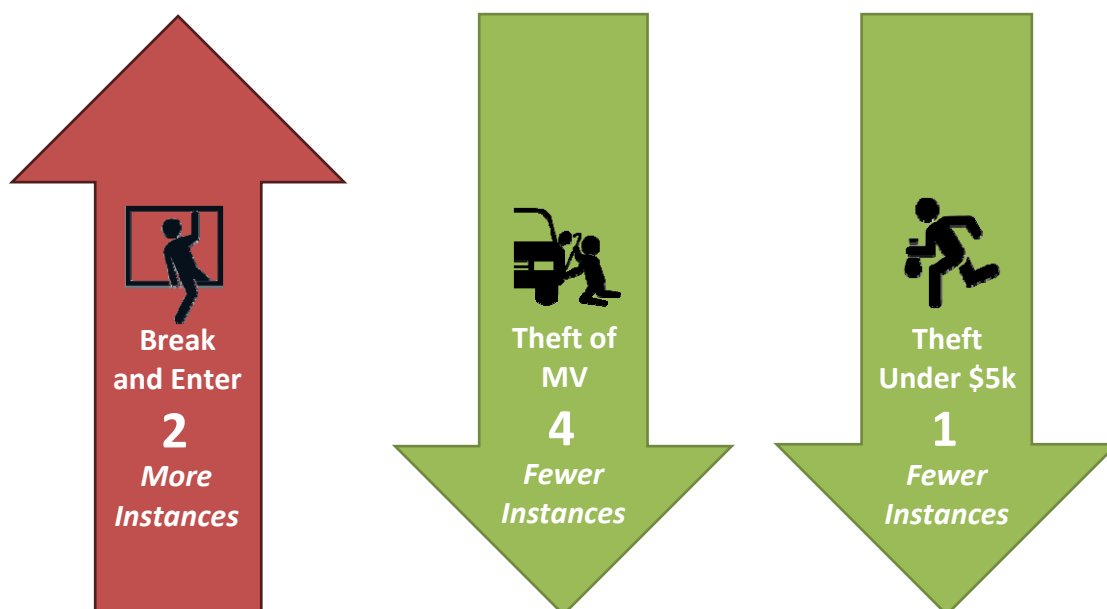 Break
and Enter
2
More
Instances
Theft of
MV
4
Fewer
Instances
Theft
Under $5k
1
Fewer
Instances